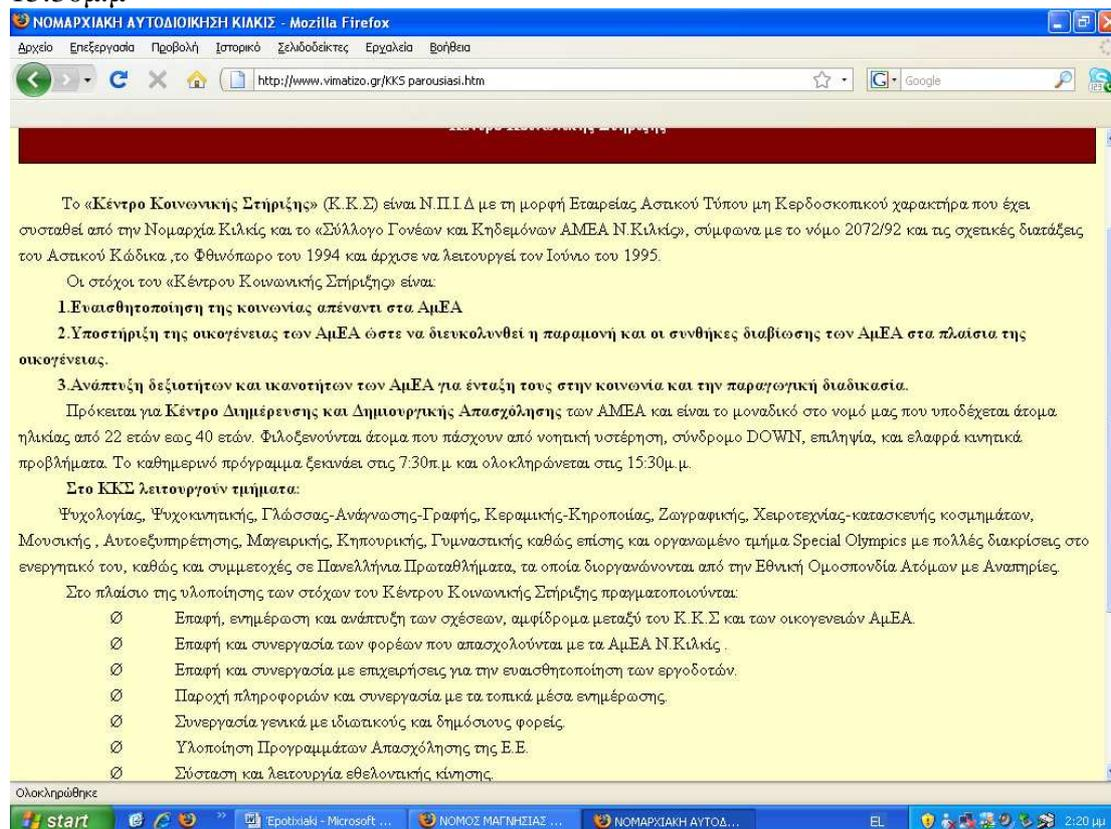 ΝΟΜΑΡΧΙΑΚΗ ΑΥΤΟΔΙΟΙΚΗΣΗ ΚΙΛΚΙΣ - Mozilla Firefox
Αρχείο Επεξεργασία Προβολή Ιστορικό Σελιδοδείκτες Εργαλεία Βοήθεια
http://www.vimatizo.gr/KKS parousiasi.htm
Google
Το «Κέντρο Κοινωνικής Στήριξης» (Κ.Κ.Σ) είναι Ν.Π.Ι.Δ με τη μορφή Εταιρείας Αστικού Τύπου μη Κερδοσκοπικού χαρακτήρα που έχει
συσταθεί από την Νομαρχία Κιλκίς και το «Σύλλογο Γονέων και Κηδεμόνων ΑΜΕΑ Ν.Κιλκίς», σύμφωνα με το νόμο 2072/92 και τις σχετικές διατάξεις
του Αστικού Κώδικα ,το Φθινόπωρο του 1994 και άρχισε να λειτουργεί τον Ιούνιο του 1995.
Οι στόχοι του «Κέντρου Κοινωνικής Στήριξης» είναι:
1.Ευαισθητοποίηση της κοινωνίας απέναντι στα ΑμΕΑ
2.Υποστήριξη της οικογένειας των ΑμΕΑ ώστε να διευκολυνθεί η παραμονή και οι συνθήκες διαβίωσης των ΑμΕΑ στα πλαίσια της
οικογένειας.
3.Ανάπτυξη δεξιοτήτων και ικανοτήτων των ΑμΕΑ για ένταξη τους στην κοινωνία και την παραγωγική διαδικασία.
Πρόκειται για Κέντρο Διημέρευσης και Δημιουργικής Απασχόλησης των ΑΜΕΑ και είναι το μοναδικό στο νομό μας που υποδέχεται άτομα
ηλικίας από 22 ετών εως 40 ετών. Φιλοξενούνται άτομα που πάσχουν από νοητική υστέρηση, σύνδρομο DOWN, επιληψία, και ελαφρά κινητικά
προβλήματα. Το καθημερινό πρόγραμμα ξεκινάει στις 7:30π.μ και ολοκληρώνεται στις 15:30μ.μ.
Στο ΚΚΣ λειτουργούν τμήματα:
Ψυχολογίας, Ψυχοκινητικής, Γλώσσας-Ανάγνωσης-Γραφής, Κεραμικής-Κηροποιίας, Ζωγραφικής, Χειροτεχνίας-κατασκευής κοσμημάτων,
Μουσικής , Αυτοεξυπηρέτησης, Μαγειρικής, Κηπουρικής, Γυμναστικής καθώς επίσης και οργανωμένο τμήμα Special Olympics με πολλές διακρίσεις στο
ενεργητικό του, καθώς και συμμετοχές σε Πανελλήνια Πρωταθλήματα, τα οποία διοργανώνονται από την Εθνική Ομοσπονδία Ατόμων με Αναπηρίες.
Στο πλαίσιο της υλοποίησης των στόχων του Κέντρου Κοινωνικής Στήριξης πραγματοποιούνται:
Ø Επαφή, ενημέρωση και ανάπτυξη των σχέσεων, αμφίδρομα μεταξύ του Κ.Κ.Σ και των οικογενειών ΑμΕΑ.
Ø Επαφή και συνεργασία των φορέων που απασχολούνται με τα ΑμΕΑ Ν.Κιλκίς .
Ø Επαφή και συνεργασία με επιχειρήσεις για την ευαισθητοποίηση των εργοδοτών.
Ø Παροχή πληροφοριών και συνεργασία με τα τοπικά μέσα ενημέρωσης.
Ø Συνεργασία γενικά με ιδιωτικούς και δημόσιους φορείς.
Ø Υλοποίηση Προγραμμάτων Απασχόλησης της Ε.Ε.
Ø Σύσταση και λειτουργία εθελοντικής κίνησης.
Ολοκληρώθηκε
start 'Epotixiaki - Microsoft ... ΝΟΜΟΣ ΜΑΓΝΗΣΙΑΣ ... ΝΟΜΑΡΧΙΑΚΗ ΑΥΤΟΔ... EL 2:20 μμ